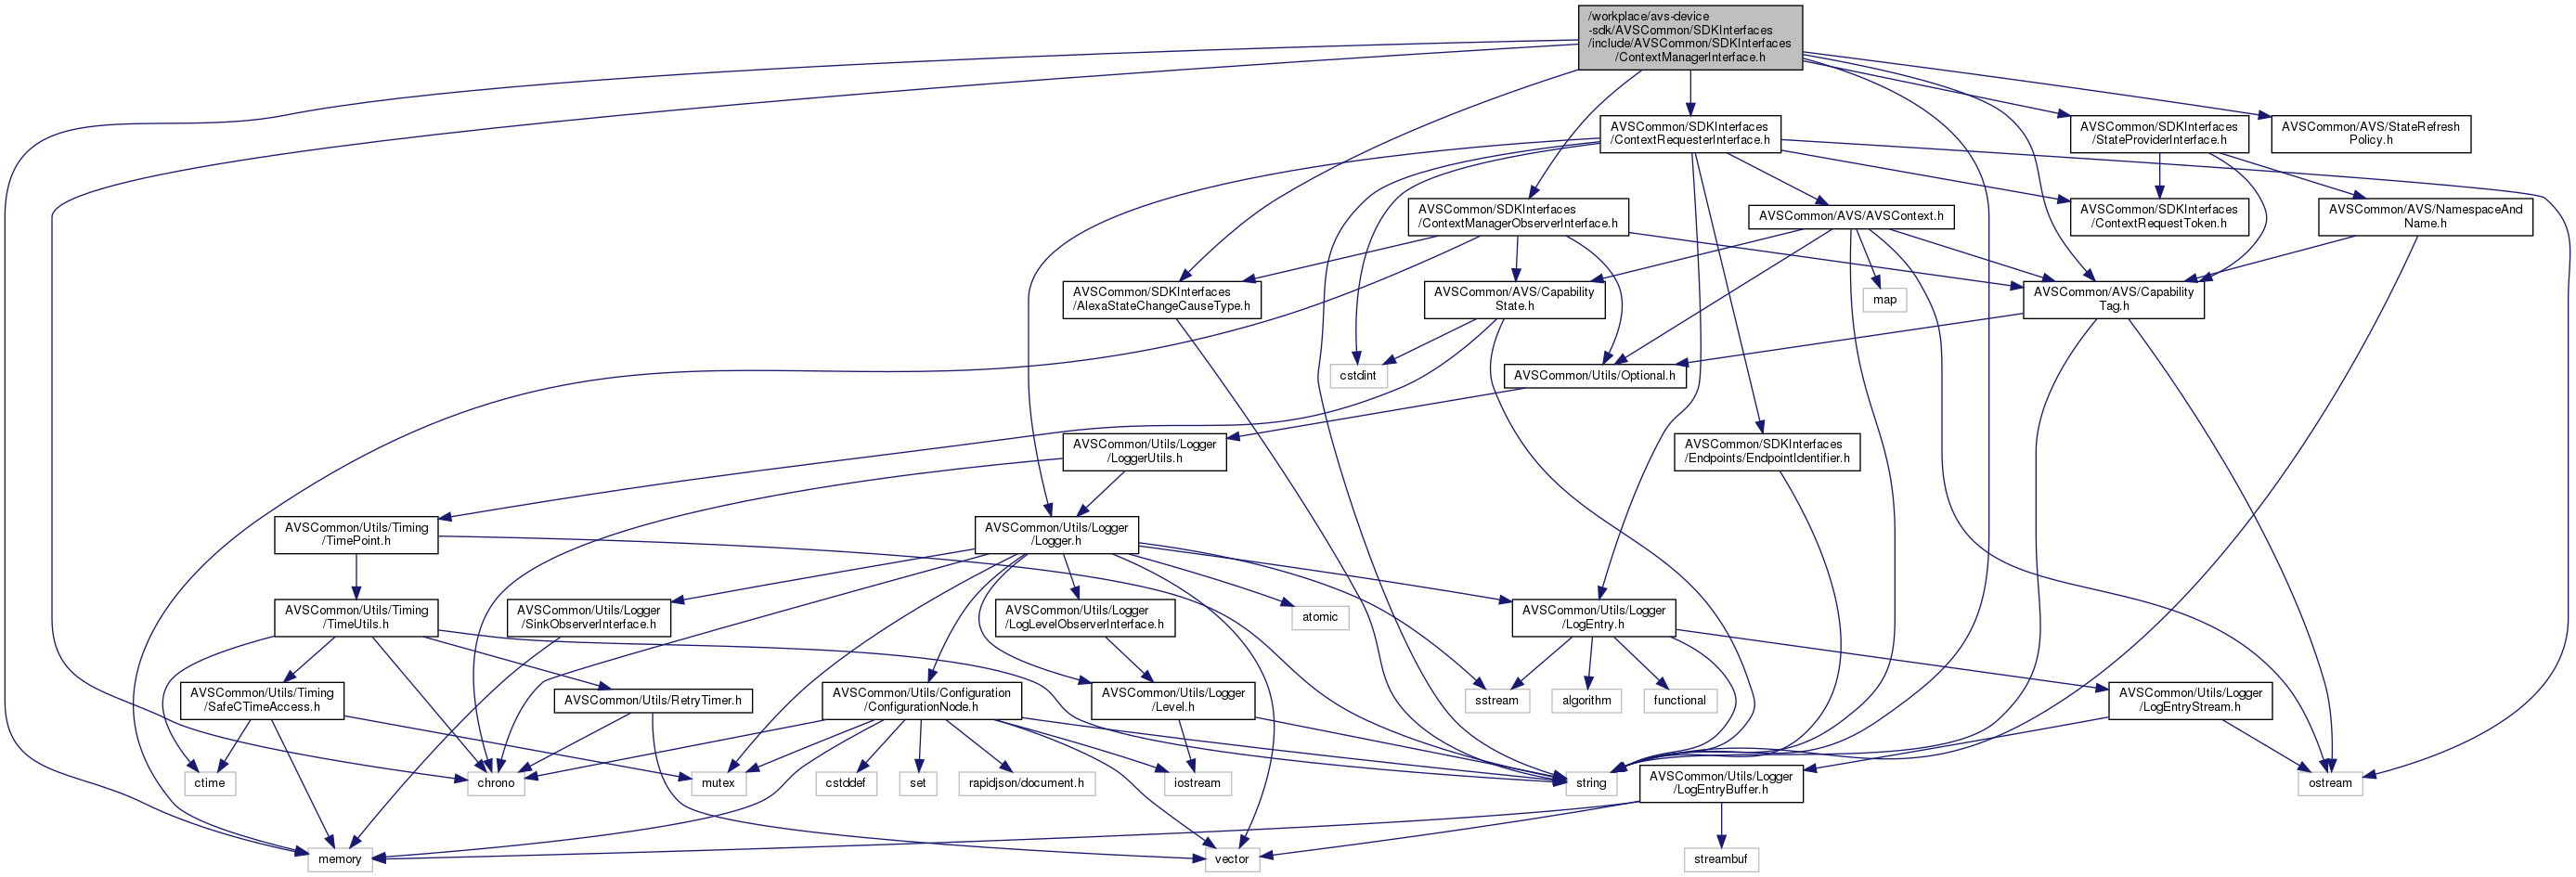 /workplace/avs-device
-sdk/AVSCommon/SDKInterfaces
/include/AVSCommon/SDKInterfaces
/ContextManagerInterface.h
AVSCommon/SDKInterfaces
/ContextRequesterInterface.h
AVSCommon/SDKInterfaces
/StateProviderInterface.h
AVSCommon/AVS/StateRefresh
Policy.h
AVSCommon/SDKInterfaces
/ContextManagerObserverInterface.h
AVSCommon/AVS/AVSContext.h
AVSCommon/SDKInterfaces
/ContextRequestToken.h
AVSCommon/AVS/NamespaceAnd
Name.h
AVSCommon/SDKInterfaces
/AlexaStateChangeCauseType.h
AVSCommon/AVS/Capability
State.h
map
AVSCommon/AVS/Capability
Tag.h
cstdint
AVSCommon/Utils/Optional.h
AVSCommon/Utils/Logger
/LoggerUtils.h
AVSCommon/SDKInterfaces
/Endpoints/EndpointIdentifier.h
AVSCommon/Utils/Timing
/TimePoint.h
AVSCommon/Utils/Logger
/Logger.h
AVSCommon/Utils/Timing
/TimeUtils.h
AVSCommon/Utils/Logger
/SinkObserverInterface.h
AVSCommon/Utils/Logger
/LogLevelObserverInterface.h
atomic
AVSCommon/Utils/Logger
/LogEntry.h
AVSCommon/Utils/Timing
/SafeCTimeAccess.h
AVSCommon/Utils/RetryTimer.h
AVSCommon/Utils/Configuration
/ConfigurationNode.h
AVSCommon/Utils/Logger
/Level.h
sstream
algorithm
functional
AVSCommon/Utils/Logger
/LogEntryStream.h
ctime
chrono
mutex
cstddef
set
rapidjson/document.h
iostream
string
AVSCommon/Utils/Logger
/LogEntryBuffer.h
ostream
memory
vector
streambuf